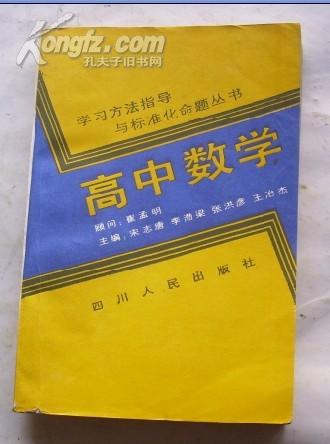 Kongfz.com
孔夫子旧书网
学习方法指导
与标准化命题丛书
高中数学
顾问：崔孟明
主编：宋志唐 李沛梁 张洪彦 王治杰
四川人民出版社